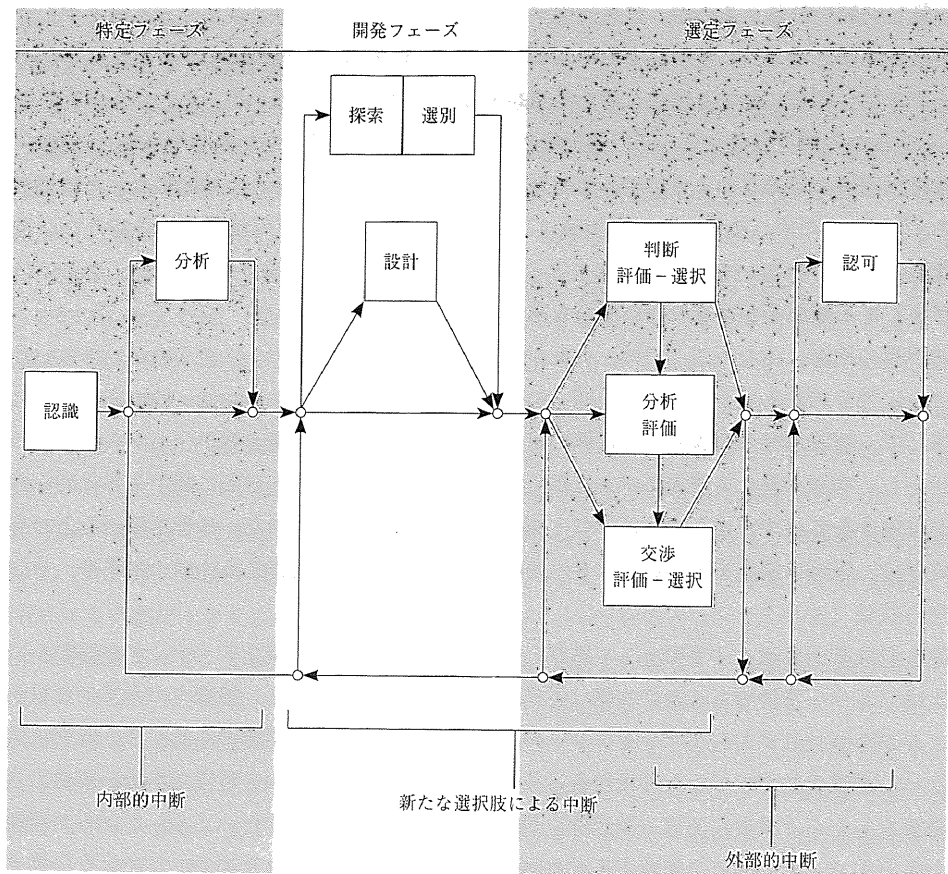 特定フェーズ
開発フェーズ
選定フェーズ
探索
選別
分析
設計
判断
評価－選択
認可
認識
分析
評価
交渉
評価－選択
内部的中断
新たな選択肢による中断
外部的中断